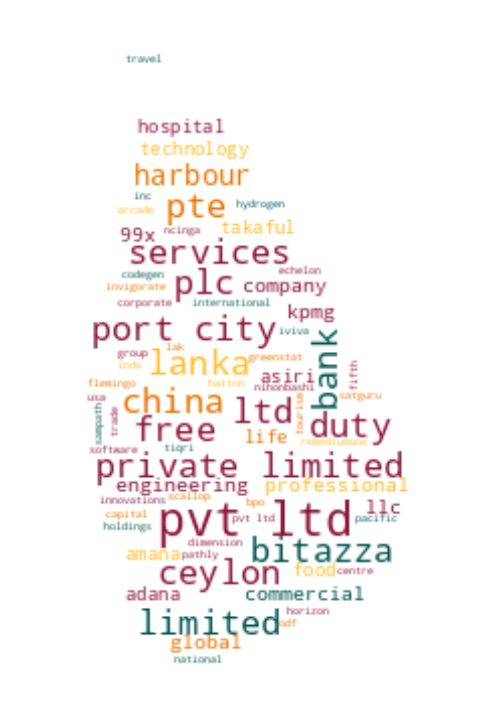 travel
hospital
technology
harbour
inc
pte
hydrogen
arcade
takaful
99x
ncinga
services
echelon
codegen
plc
company
invigorate
corporate
international
kpmg
port city
iviva
bank
lak
group
lanka
greenstat
indo
asiri
fifth
flemingo
hatton
nihonbashi
usa
china
satguru
sampath
trade
ltd
tourism
duty
free
life
remediumone
software
tiqri
private limited
engineering
professional
innovations
scallop
bpo
llc
capital
pvt ltd
pvt ltd
pacific
holdings
dimension
amana
pathly
bitazza
ceylon
food
centre
adana
commercial
horizon
limited
odf
global
national